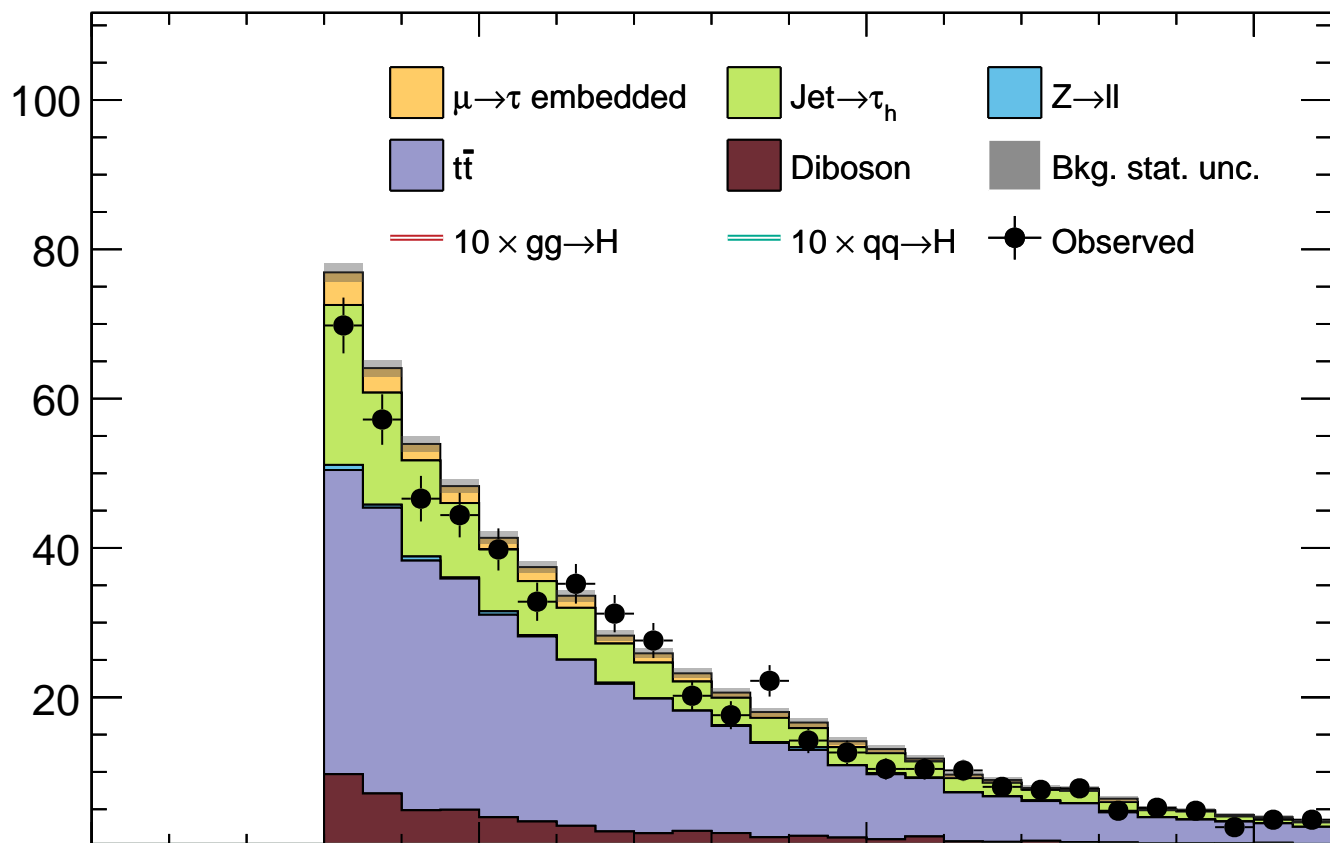 100
μ→τ embedded Jet→τh Z→ll
tt̄ Diboson Bkg. stat. unc.
80
10 × gg→H 10 × qq→H Observed
60
40
20